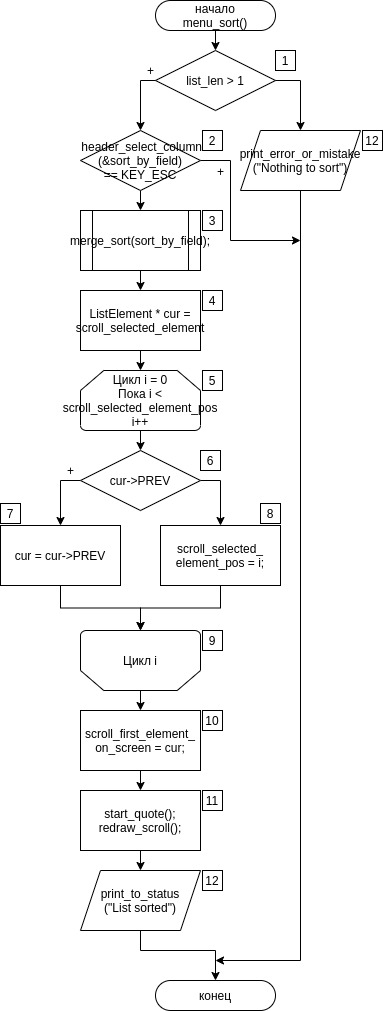 начало
menu_sort()
1
list_len > 1
+
2
12
header_select_column
(&sort_by_field)
== KEY_ESC
print_error_or_mistake
("Nothing to sort")
+
3
merge_sort(sort_by_field);
4
ListElement * cur =
scroll_selected_element
5
Цикл i = 0
Пока i <
scroll_selected_element_pos
i++
6
+
cur->PREV
7
8
cur = cur->PREV
scroll_selected_
element_pos = i;
9
Цикл i
10
scroll_first_element_
on_screen = cur;
11
start_quote();
redraw_scroll();
12
print_to_status
("List sorted")
конец